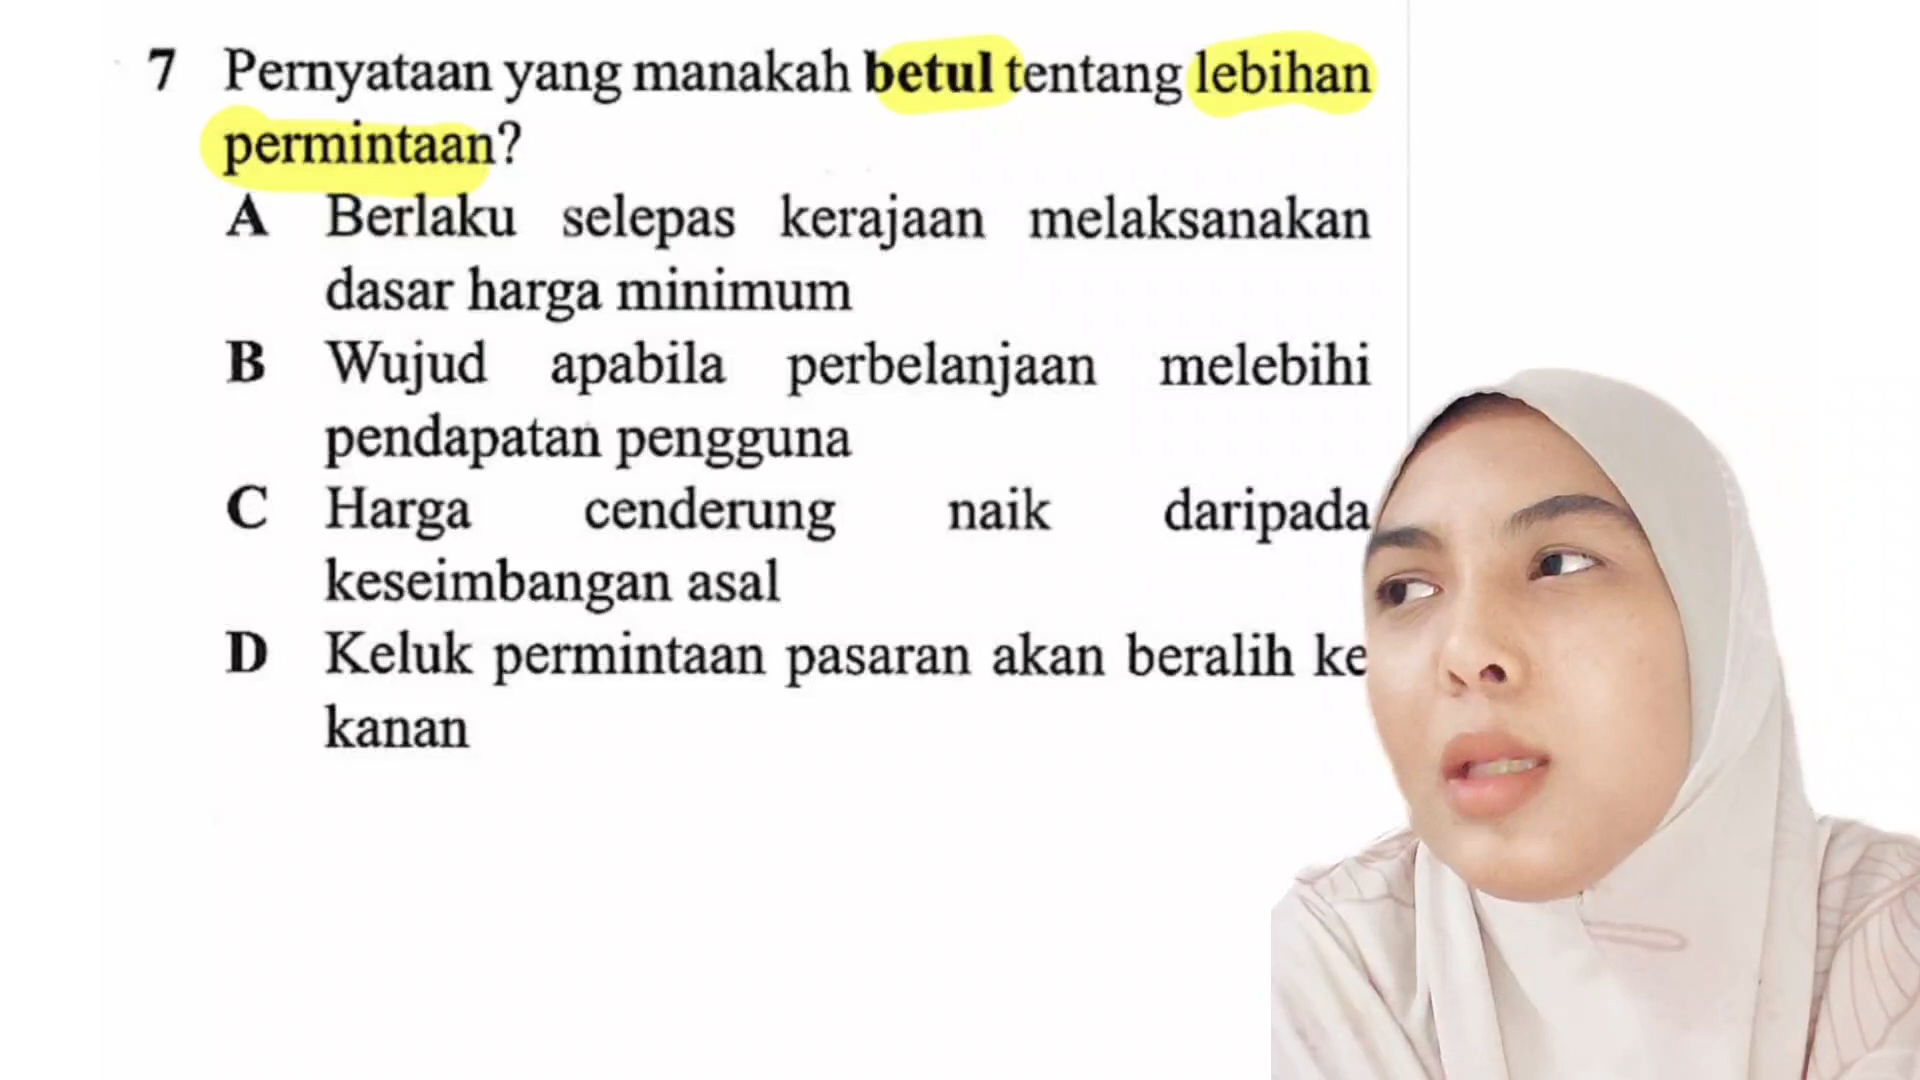 7 Pernyataan yang manakah betul tentang lebihan
permintaan?
A Berlaku selepas kerajaan melaksanakan
dasar harga minimum
B Wujud apabila perbelanjaan melebihi
pendapatan pengguna
C Harga cenderung naik daripada
keseimbangan asal
D Keluk permintaan pasaran akan beralih ke
kanan